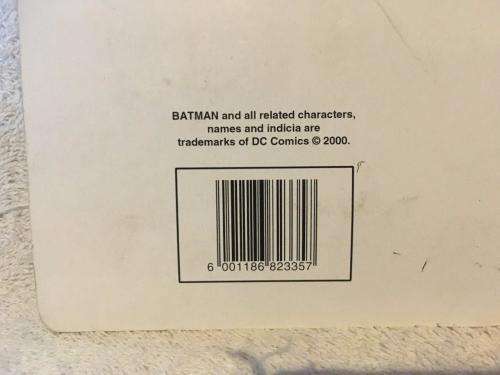 BATMAN and all related characters,
names and indicia are
trademarks of DC Comics © 2000.
6 001186 823357